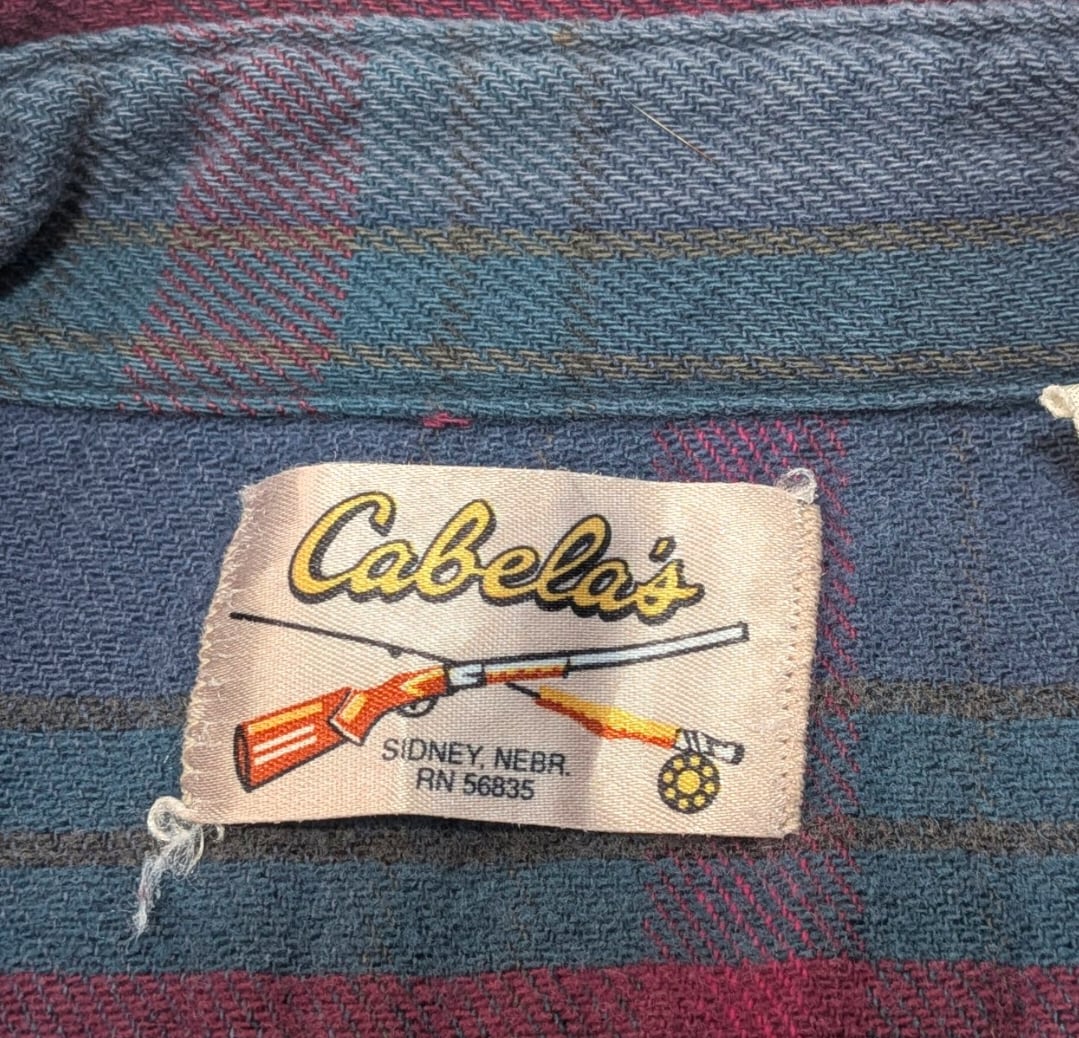 Cabela's
SIDNEY, NEBR.
RN 56835